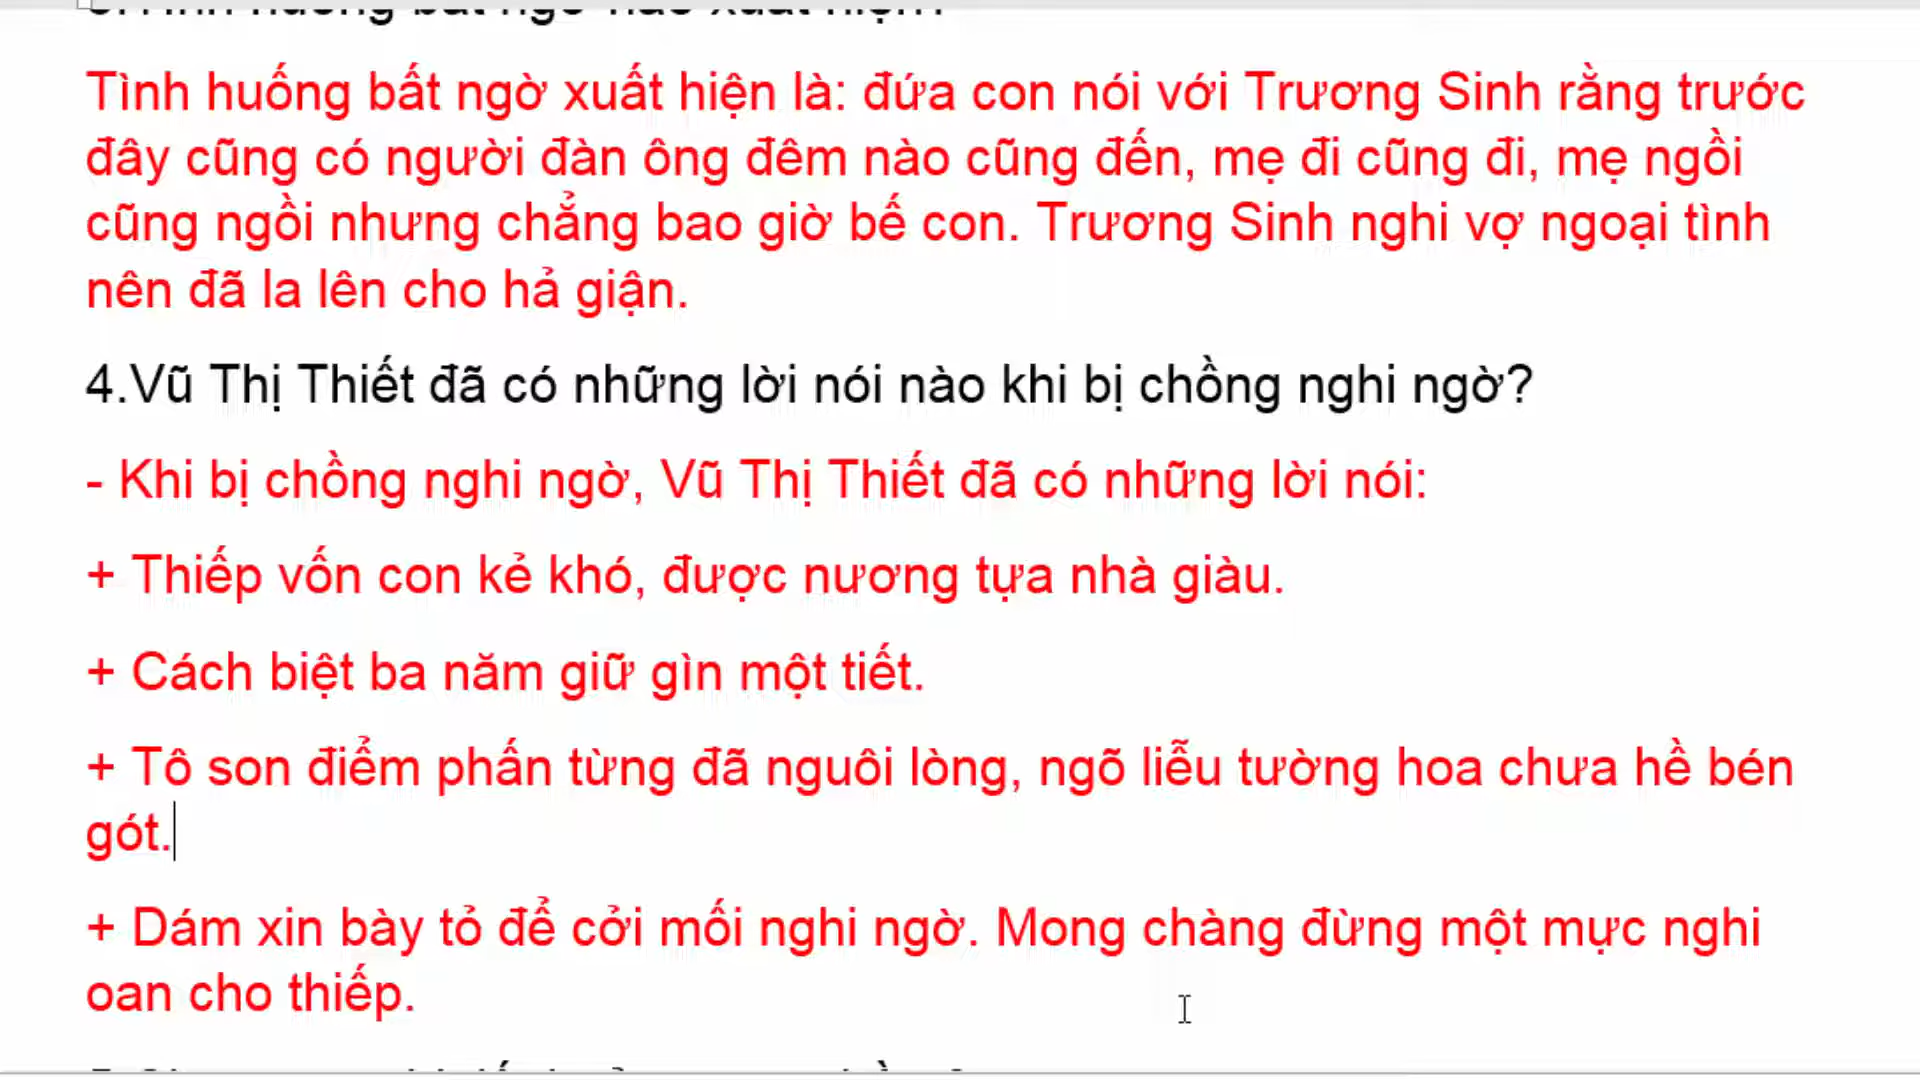 Tình huống bất ngờ xuất hiện là: đứa con nói với Trương Sinh rằng trước
đây cũng có người đàn ông đêm nào cũng đến, mẹ đi cũng đi, mẹ ngồi
cũng ngồi nhưng chẳng bao giờ bế con. Trương Sinh nghi vợ ngoại tình
nên đã la lên cho hả giận.
4.Vũ Thị Thiết đã có những lời nói nào khi bị chồng nghi ngờ?
- Khi bị chồng nghi ngờ, Vũ Thị Thiết đã có những lời nói:
+ Thiếp vốn con kẻ khó, được nương tựa nhà giàu.
+ Cách biệt ba năm giữ gìn một tiết.
+ Tô son điểm phấn từng đã nguôi lòng, ngõ liễu tường hoa chưa hề bén
gót.
+ Dám xin bày tỏ để cởi mối nghi ngờ. Mong chàng đừng một mực nghi
oan cho thiếp.